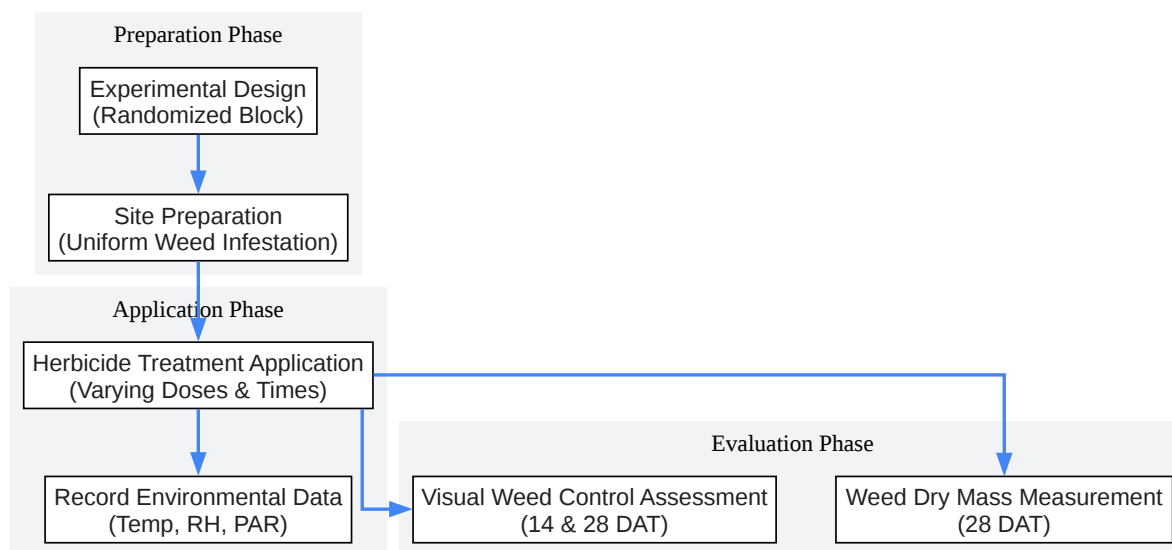 Preparation Phase
Experimental Design
(Randomized Block)
Site Preparation
(Uniform Weed Infestation)
Application Phase
Herbicide Treatment Application
(Varying Doses & Times)
Record Environmental Data
(Temp, RH, PAR)
Evaluation Phase
Visual Weed Control Assessment
(14 & 28 DAT)
Weed Dry Mass Measurement
(28 DAT)